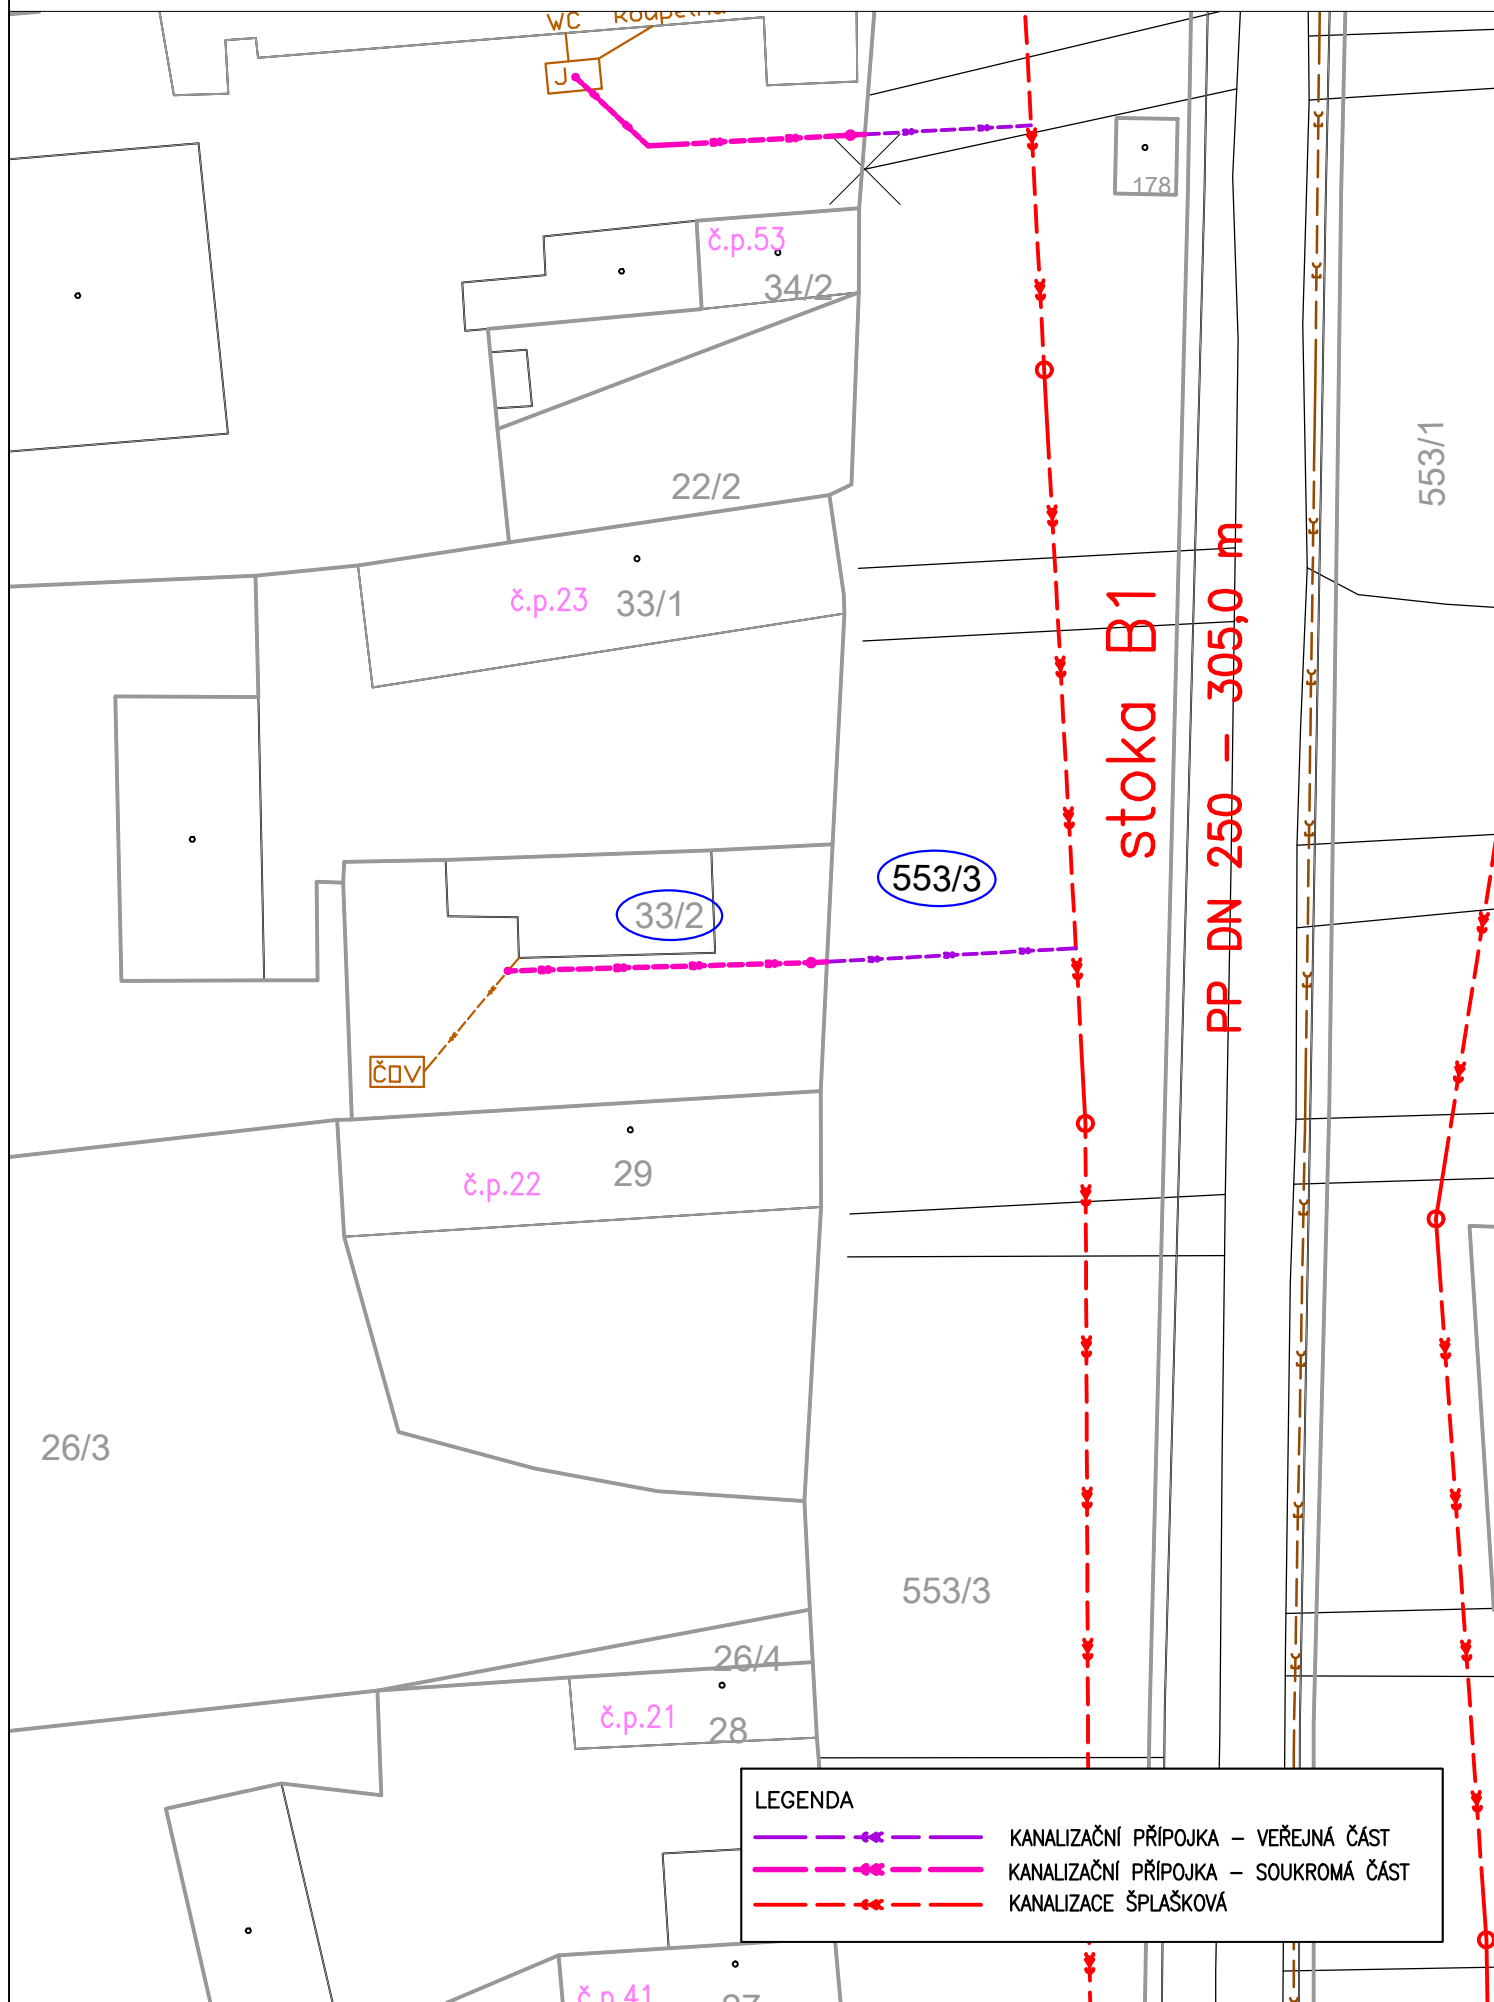 WC
J
178
č.p.53
34/2
553/1
22/2
č.p.23 33/1
stoka B1
PP DN 250 – 305,0 m
553/3
33/2
ČOV
29
č.p.22
26/3
553/3
26/4
č.p.21
28
LEGENDA
KANALIZAČNÍ PŘÍPOJKA – VEŘEJNÁ ČÁST
KANALIZAČNÍ PŘÍPOJKA – SOUKROMÁ ČÁST
KANALIZACE ŠPLAŠKOVÁ
č.p.41
27